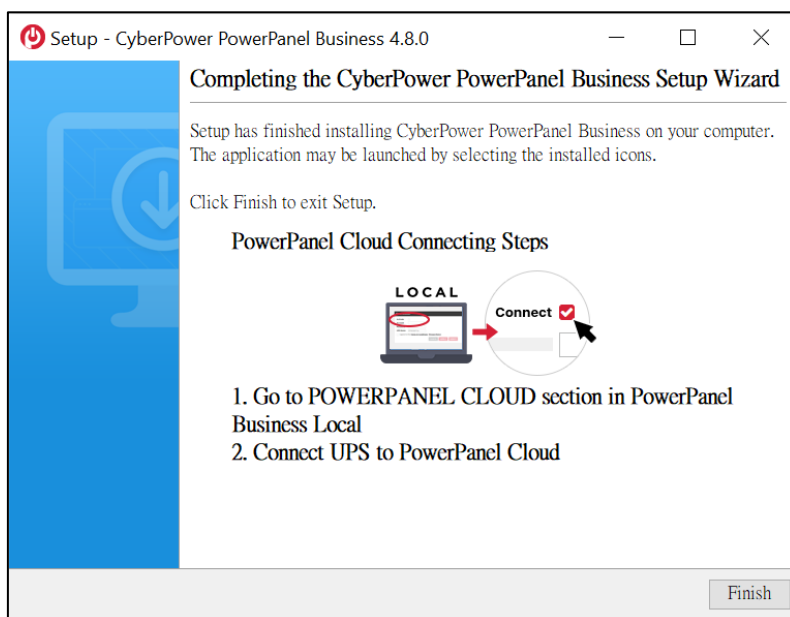 Setup - CyberPower PowerPanel Business 4.8.0
Completing the CyberPower PowerPanel Business Setup Wizard
Setup has finished installing CyberPower PowerPanel Business on your computer.
The application may be launched by selecting the installed icons.
Click Finish to exit Setup.
PowerPanel Cloud Connecting Steps
LOCAL
Connect
1. Go to POWERPANEL CLOUD section in PowerPanel
Business Local
2. Connect UPS to PowerPanel Cloud
Finish